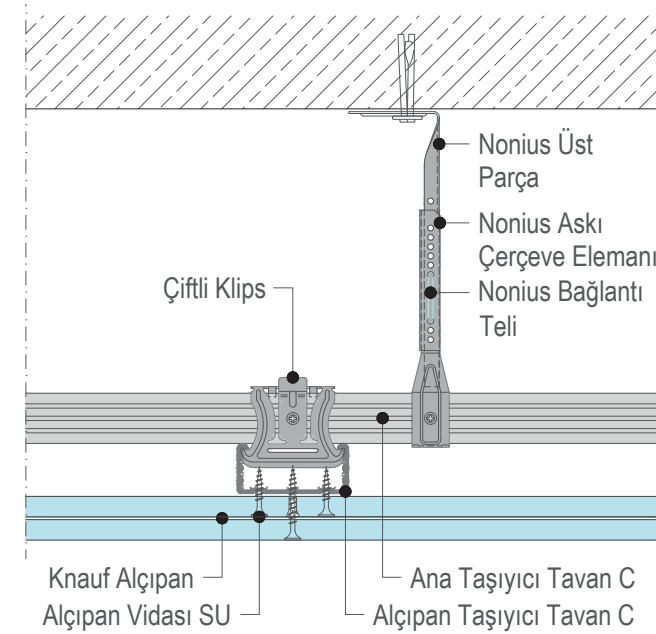 Nonius Üst
Parça
Nonius Askı
Çerçeve Elemanı
Nonius Bağlantı
Teli
Çiftli Klips
Knauf Alçıpan
Ana Taşıyıcı Tavan C
Alçıpan Vidası SU
Alçıpan Taşıyıcı Tavan C